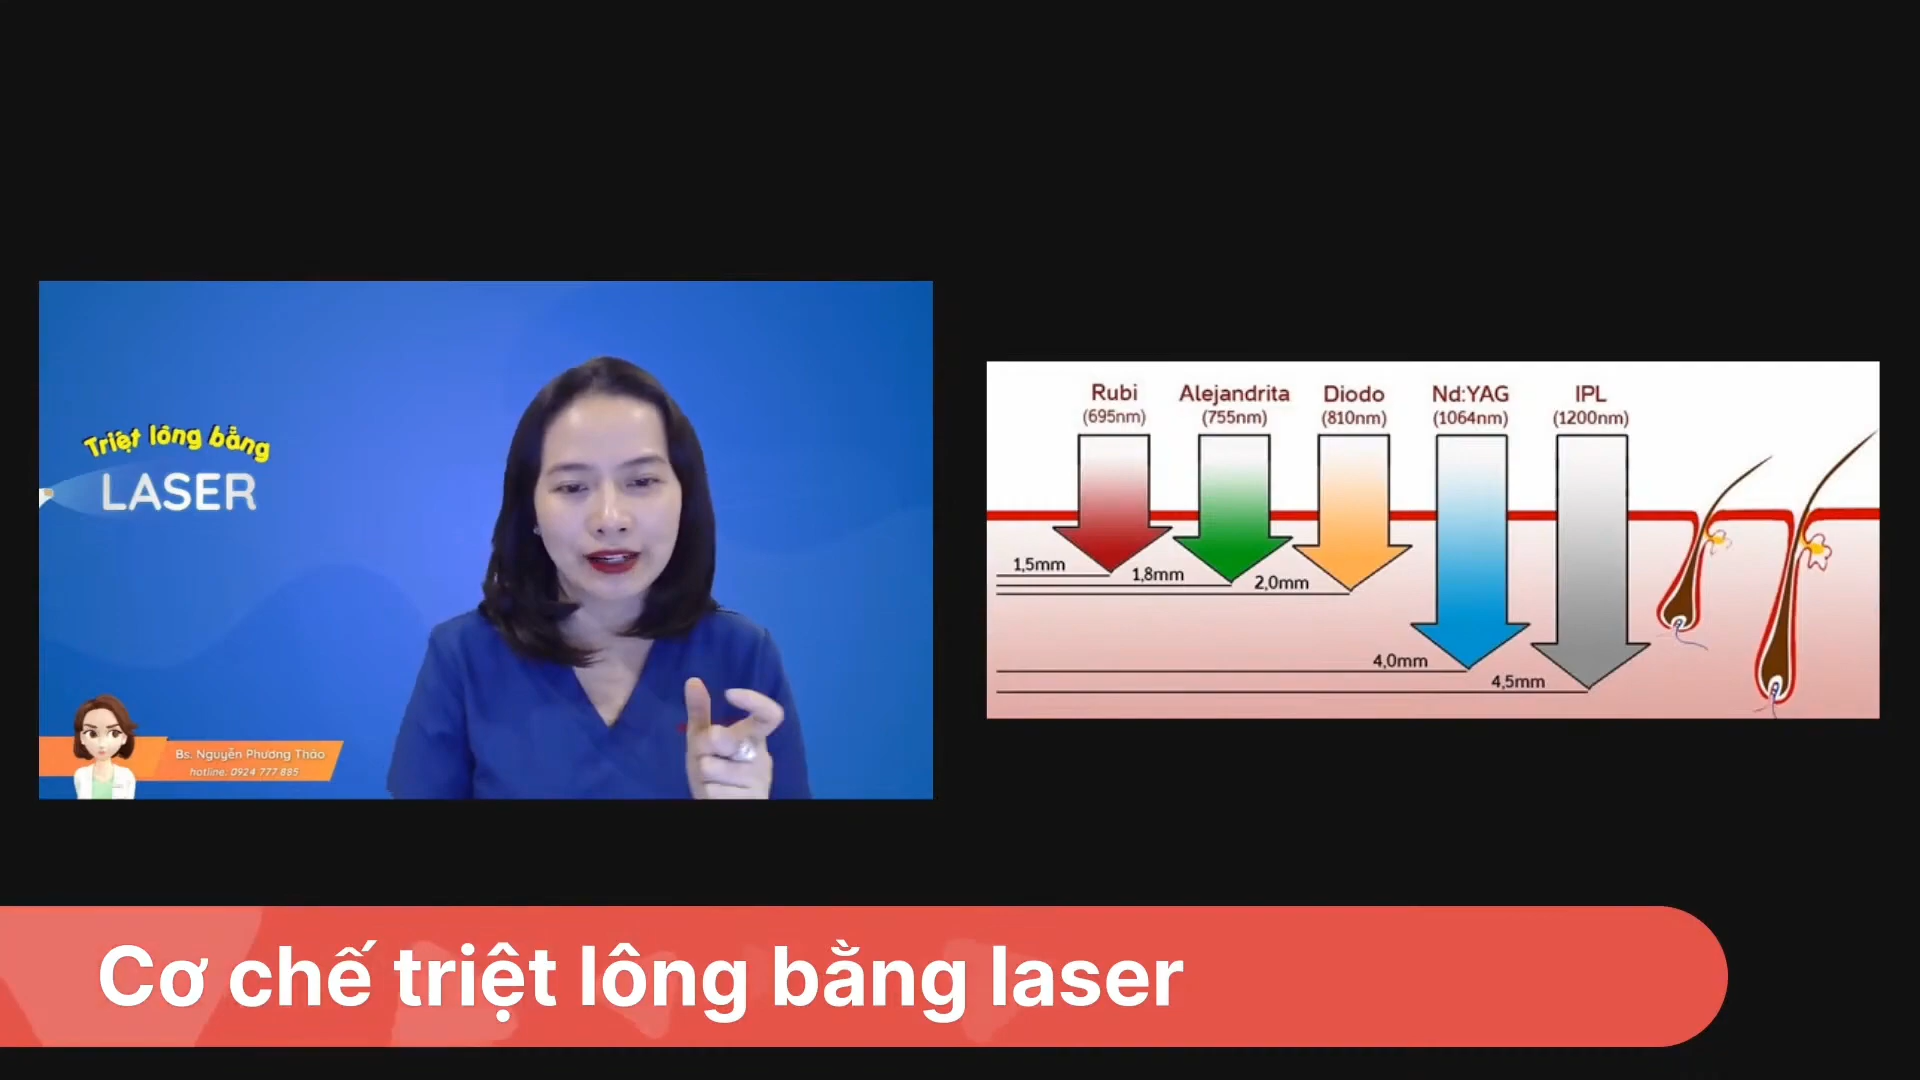 Triệt lông bằng
LASER
Bs. Nguyễn Phương Thảo
hotline: 0924 777 885
Rubi
(695nm)
Alejandrita
(755nm)
Diodo
(810nm)
Nd:YAG
(1064nm)
IPL
(1200nm)
1,5mm
1,8mm
2,0mm
4,0mm
4,5mm
Cơ chế triệt lông bằng laser